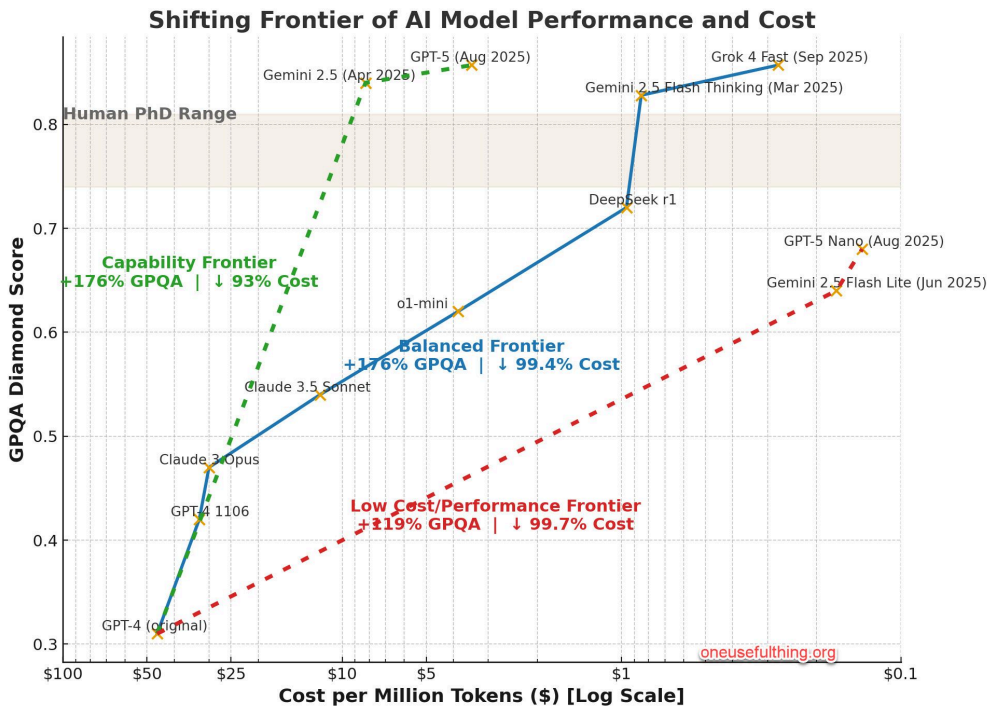 Shifting Frontier of AI Model Performance and Cost
GPT-5 (Aug 2025)
Grok 4 Fast (Sep 2025)
Gemini 2.5 (Apr 2025)
Gemini 2.5 Flash Thinking (Mar 2025)
Human PhD Range
0.8
DeepSeek r1
0.7
GPT-5 Nano (Aug 2025)
Capability Frontier
+176% GPQA | ↓ 93% Cost
Gemini 2.5 Flash Lite (Jun 2025)
o1-mini
0.6
Balanced Frontier
+176% GPQA | ↓ 99.4% Cost
Claude 3.5 Sonnet
GPQA Diamond Score
0.5
Claude 3 Opus
GPT-4 1106
Low Cost/Performance Frontier
+119% GPQA | ↓ 99.7% Cost
0.4
GPT-4 (original)
0.3
oneusefulthing.org
$100 $50 $25 $10 $5 $1 $0.1
Cost per Million Tokens ($) [Log Scale]